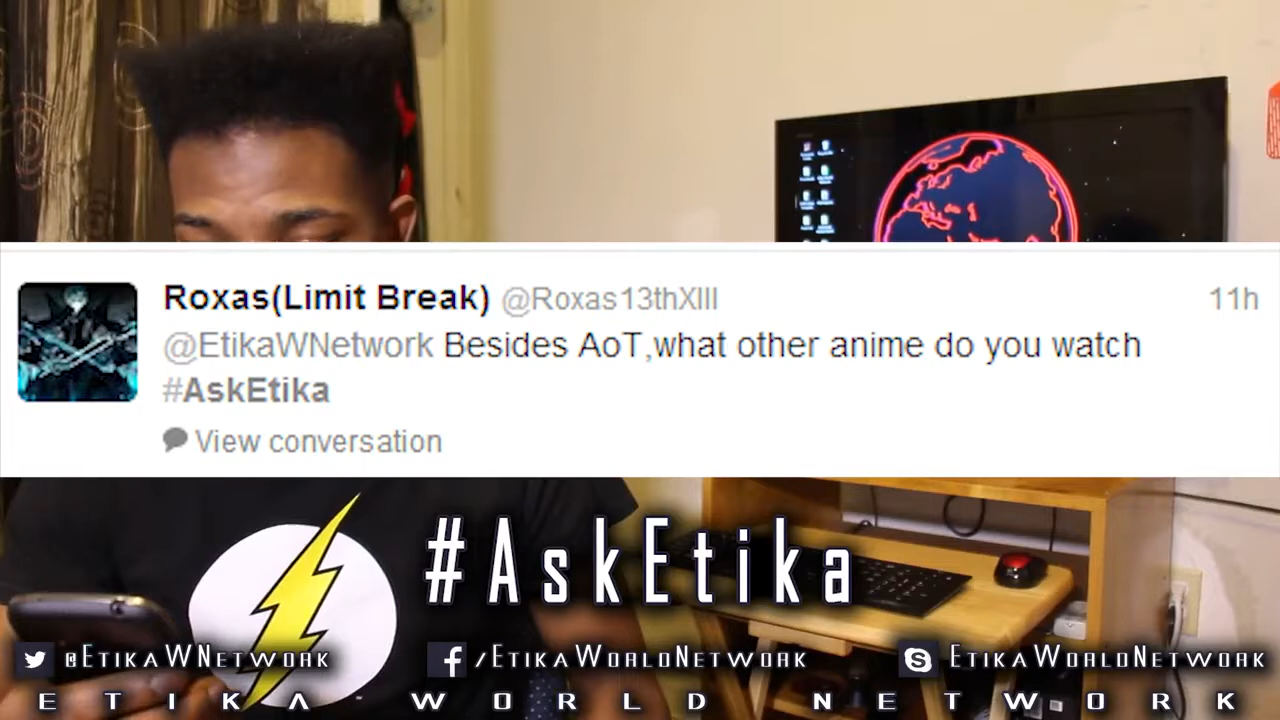 Roxas(Limit Break) @Roxas13thXIII 11h
@EtikaWNetwork Besides AoT,what other anime do you watch
#AskEtika
View conversation
#AskEtika
@EtikaWNetwork /EtikaWorldNetwork EtikaWorldNetwork
ETIKA WORLD NETWORK